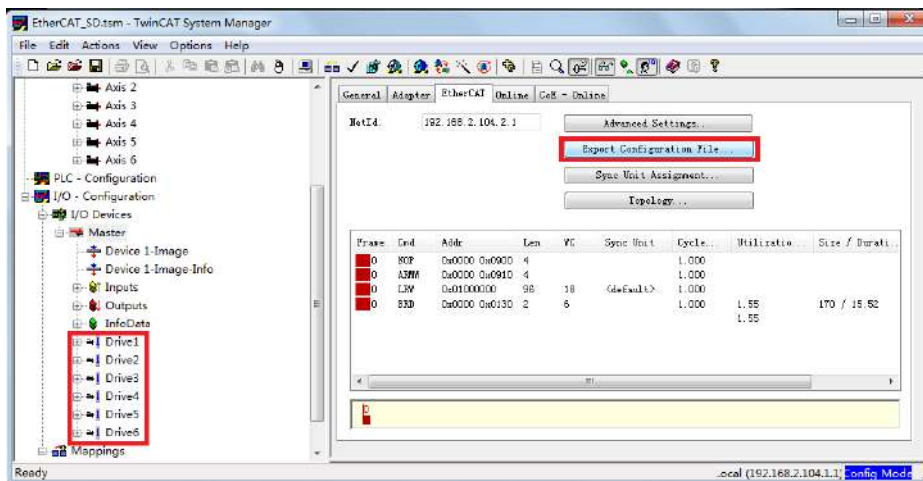 EtherCAT_SD.tsm - TwinCAT System Manager
File Edit Actions View Options Help
Axis 2
Axis 3
Axis 4
Axis 5
Axis 6
PLC - Configuration
I/O - Configuration
I/O Devices
Master
Device 1-Image
Device 1-Image-Info
Inputs
Outputs
InfoData
Drive1
Drive2
Drive3
Drive4
Drive5
Drive6
Mappings
General Adapter EtherCAT Online CoE - Online
NetId: 192.168.2.104.2.1 Advanced Settings...
Export Configuration File...
Sync Unit Assignment...
Topology...
Frame Cmd Addr Len WC Sync Unit Cycle... Utilizatio... Size / Durati...
0 NOP 0x0000 0x0900 4 1.000
0 ARMW 0x0000 0x0910 4 1.000
0 LRW 0x01000000 96 18 <default> 1.000
0 BRD 0x0000 0x0130 2 6 1.000 1.55 170 / 15.52
1.55
0
Ready .ocal (192.168.2.104.1.1) Config Mode